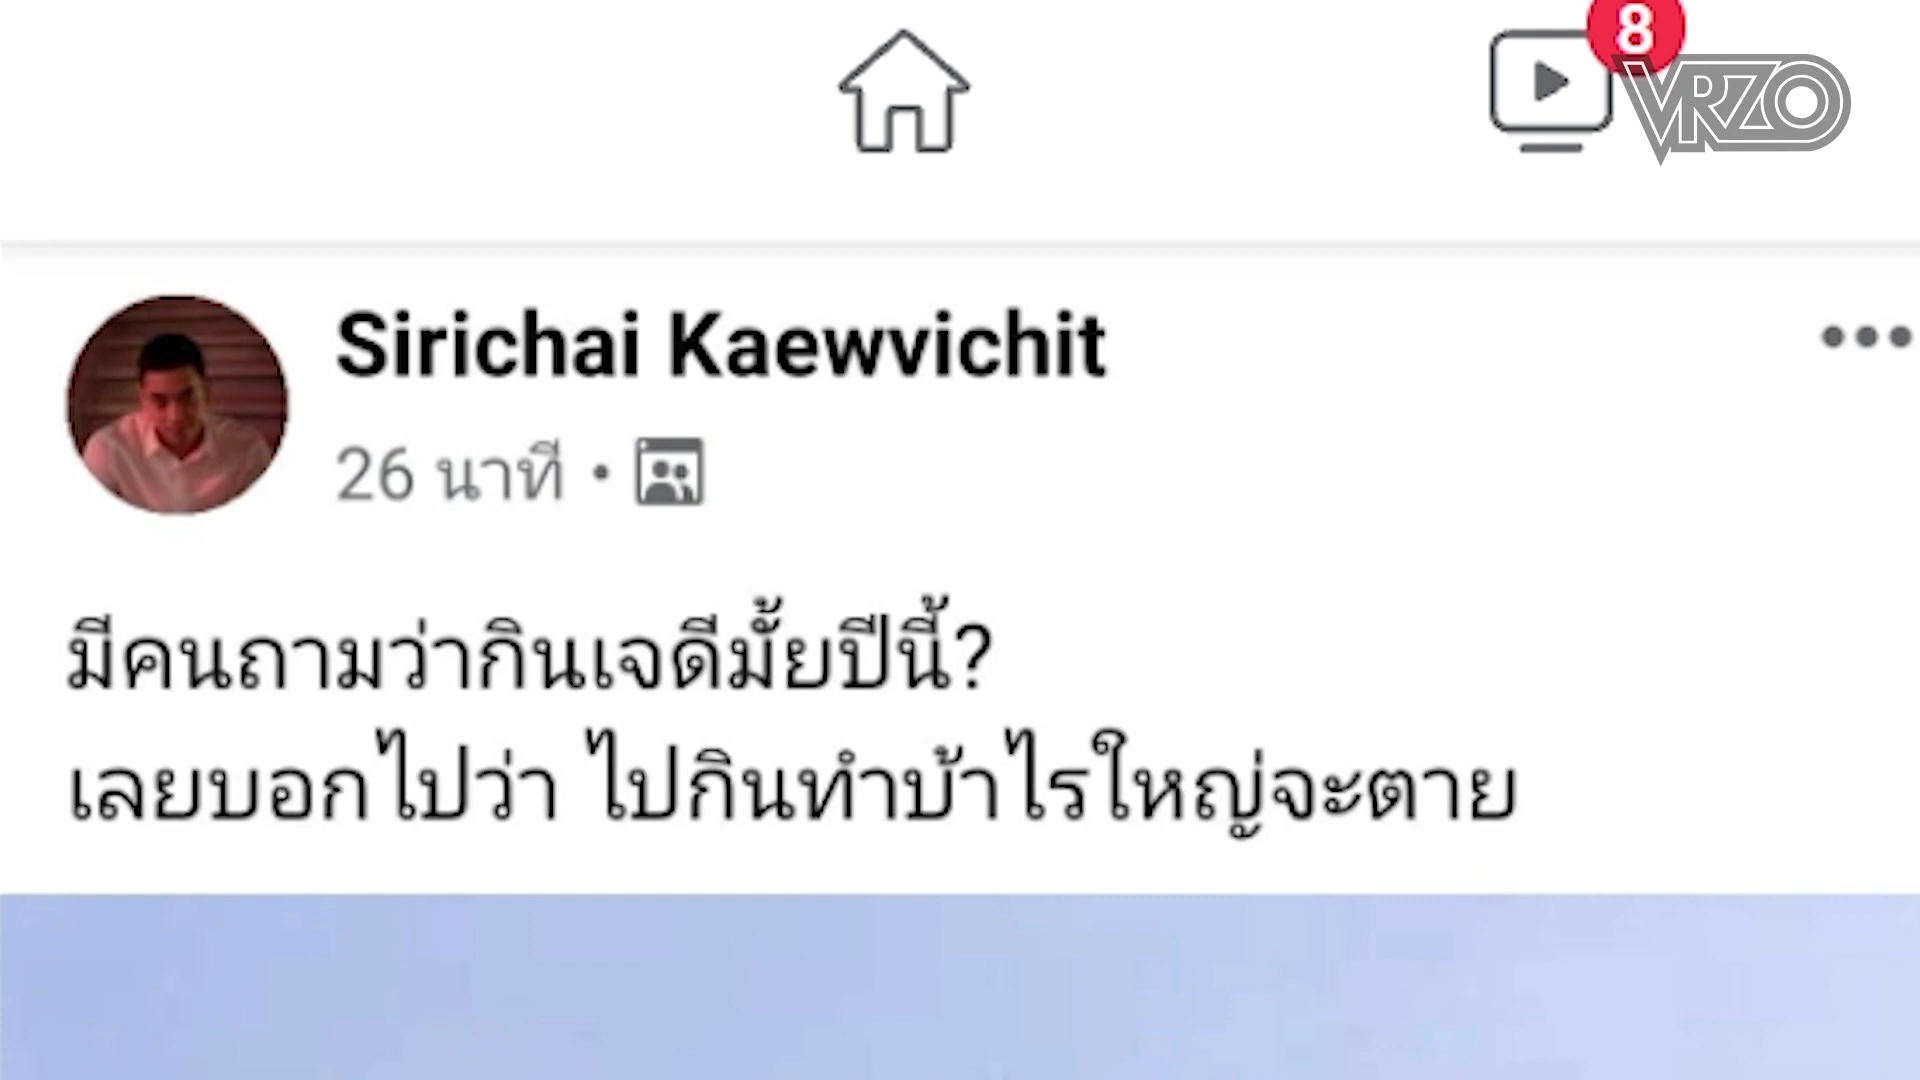 8
VRZO
Sirichai Kaewvichit
26 นาที ·
มีคนถามว่ากินเจดีมั้ยปีนี้?
เลยบอกไปว่า ไปกินทำบ้าไรใหญ่จะตาย